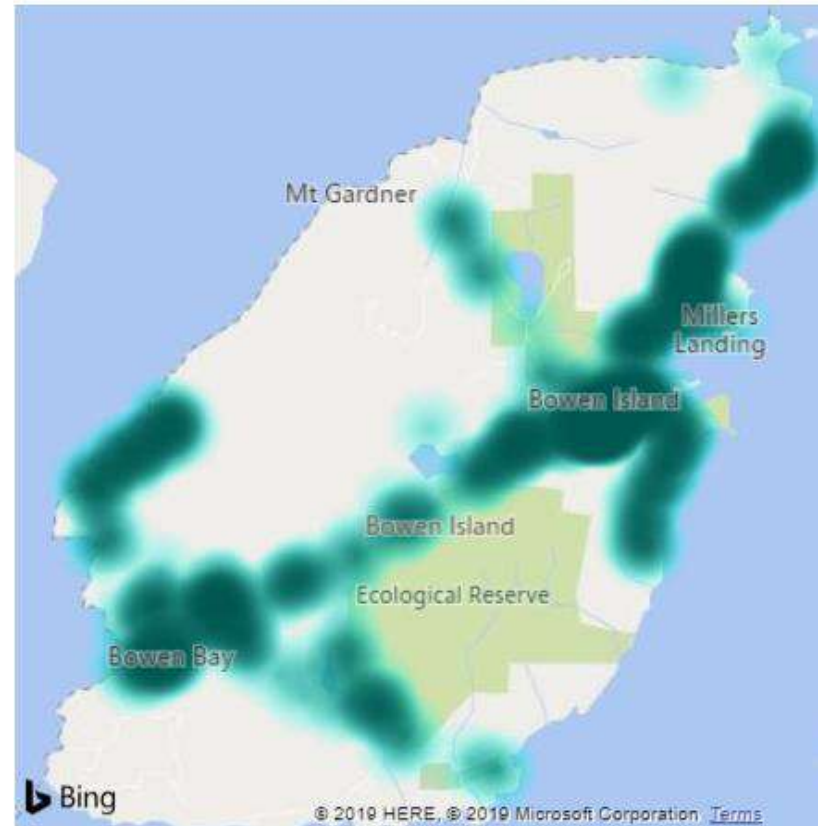 Mt Gardner
Millers
Landing
Bowen Island
Bowen Island
Ecological Reserve
Bowen Bay
Bing
© 2019 HERE, © 2019 Microsoft Corporation Terms